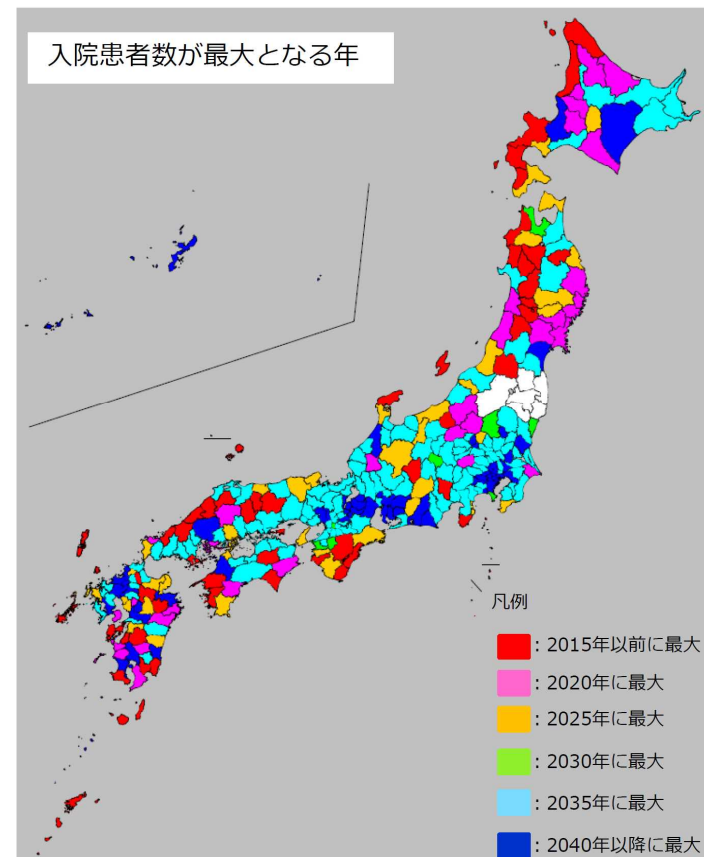 入院患者数が最大となる年
凡例
：2015年以前に最大
：2020年に最大
：2025年に最大
：2030年に最大
：2035年に最大
：2040年以降に最大